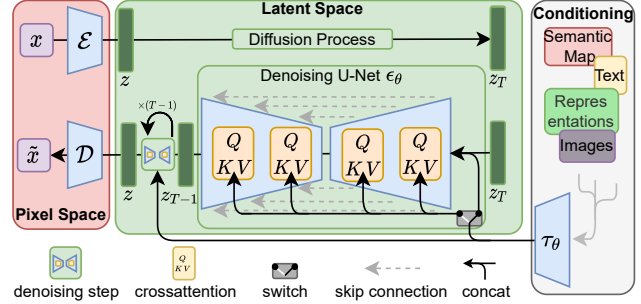 Latent Space
Conditioning
x
ℰ
Diffusion Process
z
z_T
Semantic
Map
Text
Repres
entations
Images
Denoising U-Net ϵ_θ
×(T−1)
Q
KV
Q
KV
Q
KV
Q
KV
x̃
𝒟
z
z_{T−1}
z_T
Pixel Space
τ_θ
Q
KV
denoising step
crossattention
switch
skip connection
concat